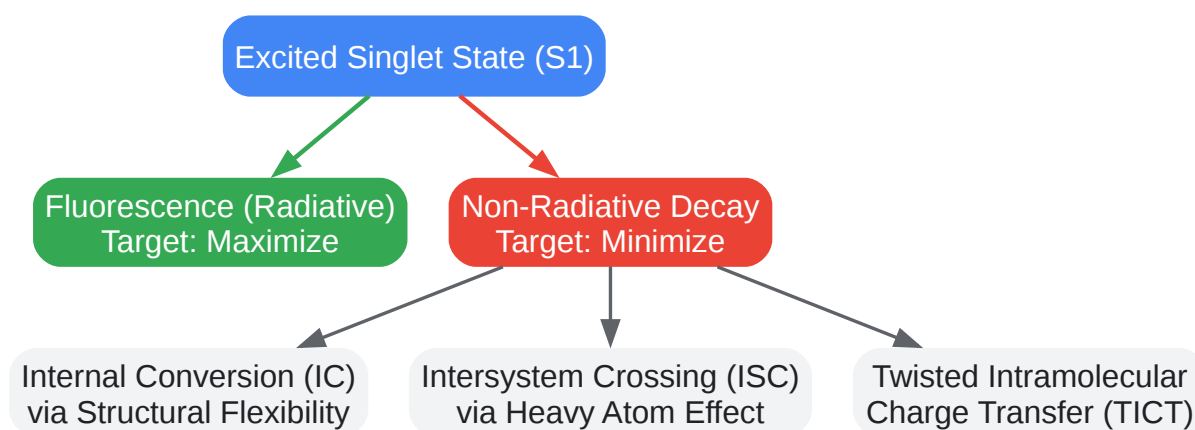 Excited Singlet State (S1)
Fluorescence (Radiative)
Target: Maximize
Non-Radiative Decay
Target: Minimize
Internal Conversion (IC)
via Structural Flexibility
Intersystem Crossing (ISC)
via Heavy Atom Effect
Twisted Intramolecular
Charge Transfer (TICT)